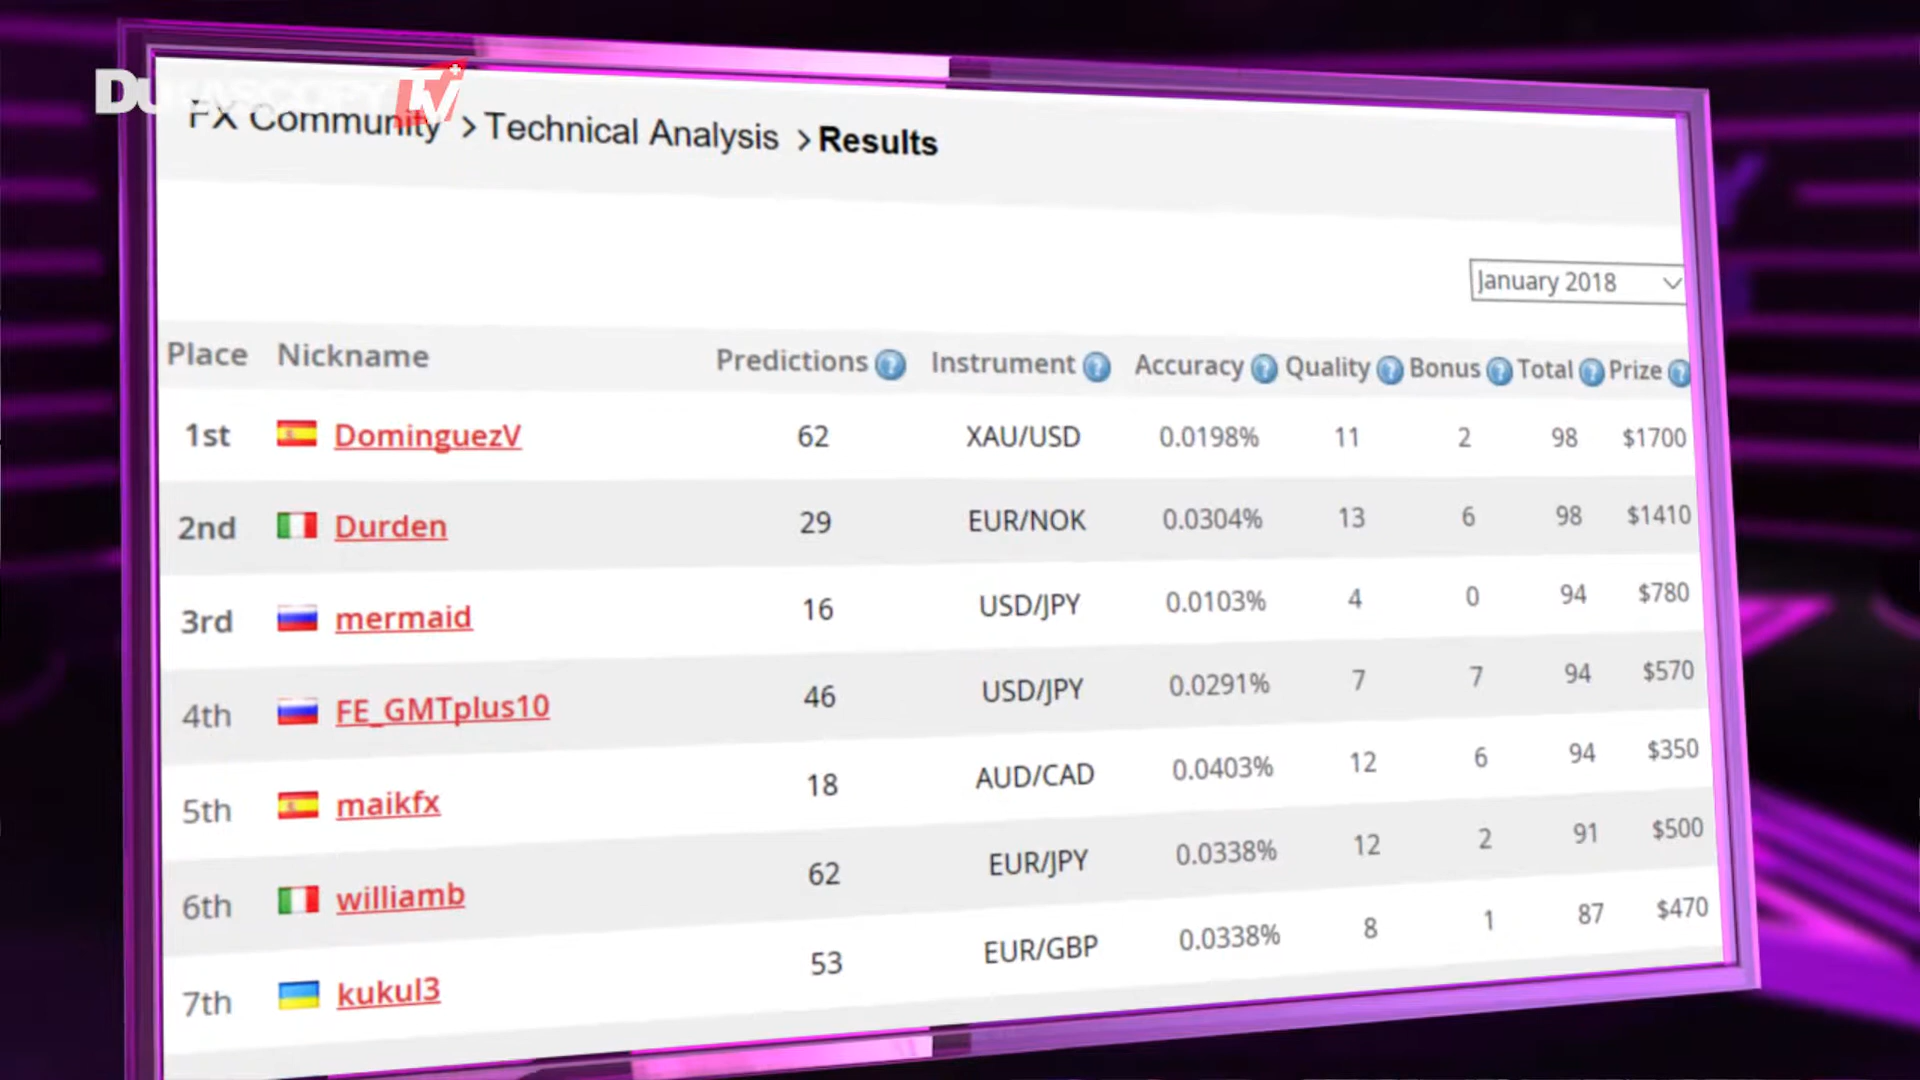 DUKASCOPY TV
FX Community > Technical Analysis > Results
January 2018
Place Nickname Predictions ? Instrument ? Accuracy ? Quality ? Bonus ? Total ? Prize ?
1st DominguezV 62 XAU/USD 0.0198% 11 2 98 $1700
2nd Durden 29 EUR/NOK 0.0304% 13 6 98 $1410
3rd mermaid 16 USD/JPY 0.0103% 4 0 94 $780
4th FE_GMTplus10 46 USD/JPY 0.0291% 7 7 94 $570
5th maikfx 18 AUD/CAD 0.0403% 12 6 94 $350
6th williamb 62 EUR/JPY 0.0338% 12 2 91 $500
7th kukul3 53 EUR/GBP 0.0338% 8 1 87 $470